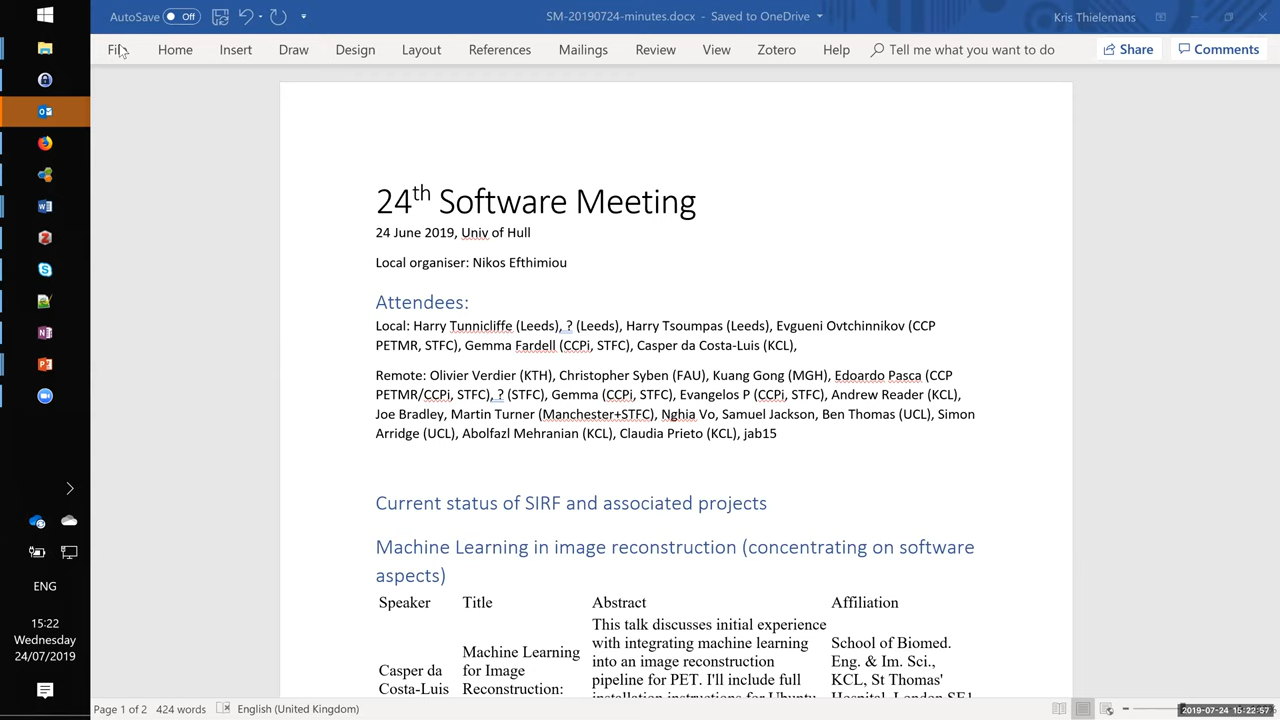 AutoSave Off SM-20190724-minutes.docx - Saved to OneDrive Kris Thielemans
File Home Insert Draw Design Layout References Mailings Review View Zotero Help Tell me what you want to do Share Comments
24th Software Meeting
24 June 2019, Univ of Hull
Local organiser: Nikos Efthimiou
Attendees:
Local: Harry Tunnicliffe (Leeds), ? (Leeds), Harry Tsoumpas (Leeds), Evgueni Ovtchinnikov (CCP
PETMR, STFC), Gemma Fardell (CCPi, STFC), Casper da Costa-Luis (KCL),
Remote: Olivier Verdier (KTH), Christopher Syben (FAU), Kuang Gong (MGH), Edoardo Pasca (CCP
PETMR/CCPi, STFC), ? (STFC), Gemma (CCPi, STFC), Evangelos P (CCPi, STFC), Andrew Reader (KCL),
Joe Bradley, Martin Turner (Manchester+STFC), Nghia Vo, Samuel Jackson, Ben Thomas (UCL), Simon
Arridge (UCL), Abolfazl Mehranian (KCL), Claudia Prieto (KCL), jab15
Current status of SIRF and associated projects
Machine Learning in image reconstruction (concentrating on software
aspects)
Speaker Title Abstract Affiliation
This talk discusses initial experience
with integrating machine learning
into an image reconstruction
pipeline for PET. I'll include full
installation instructions for Ubuntu
Machine Learning
for Image
Reconstruction:
Casper da
Costa-Luis
School of Biomed.
Eng. & Im. Sci.,
KCL, St Thomas'
Hospital, London SE1
ENG
15:22
Wednesday
24/07/2019
Page 1 of 2 424 words English (United Kingdom)
2019-07-24 15:22:57